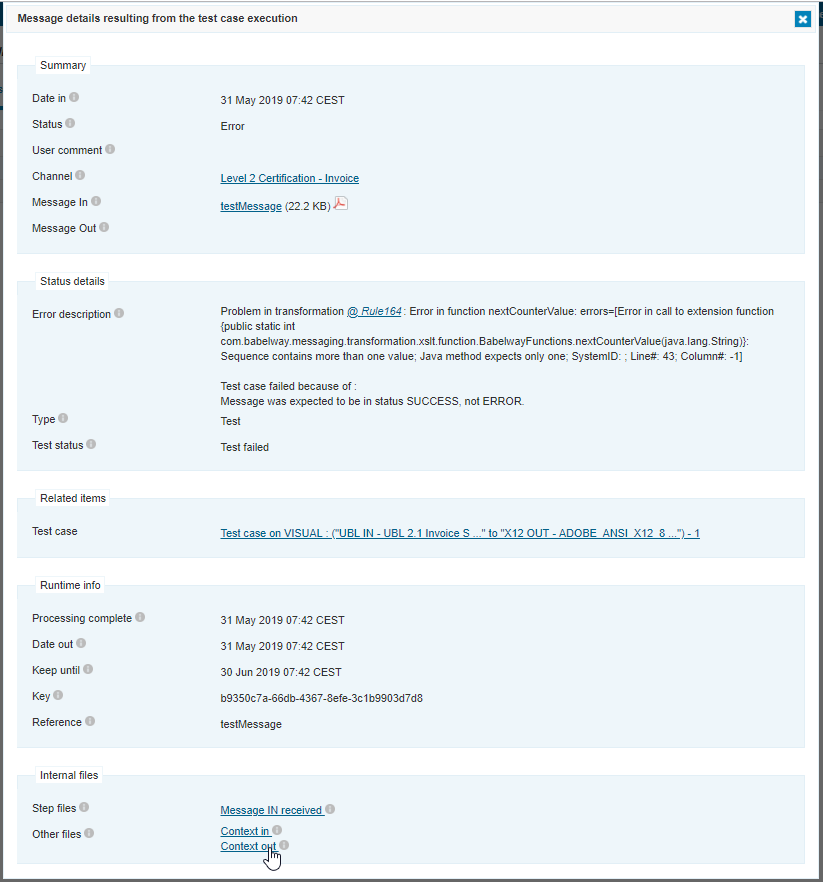 Message details resulting from the test case execution
Summary
Date in
31 May 2019 07:42 CEST
Status
Error
User comment
Channel
Level 2 Certification - Invoice
Message In
testMessage (22.2 KB)
Message Out
Status details
Error description
Problem in transformation @ Rule164 : Error in function nextCounterValue: errors=[Error in call to extension function
{public static int
com.babelway.messaging.transformation.xslt.function.BabelwayFunctions.nextCounterValue(java.lang.String)}:
Sequence contains more than one value; Java method expects only one; SystemID: ; Line#: 43; Column#: -1]
Test case failed because of :
Message was expected to be in status SUCCESS, not ERROR.
Type
Test
Test status
Test failed
Related items
Test case
Test case on VISUAL : ("UBL IN - UBL 2.1 Invoice S ..." to "X12 OUT - ADOBE_ANSI_X12_8 ...") - 1
Runtime info
Processing complete
31 May 2019 07:42 CEST
Date out
31 May 2019 07:42 CEST
Keep until
30 Jun 2019 07:42 CEST
Key
b9350c7a-66db-4367-8efe-3c1b9903d7d8
Reference
testMessage
Internal files
Step files
Message IN received
Other files
Context in
Context out